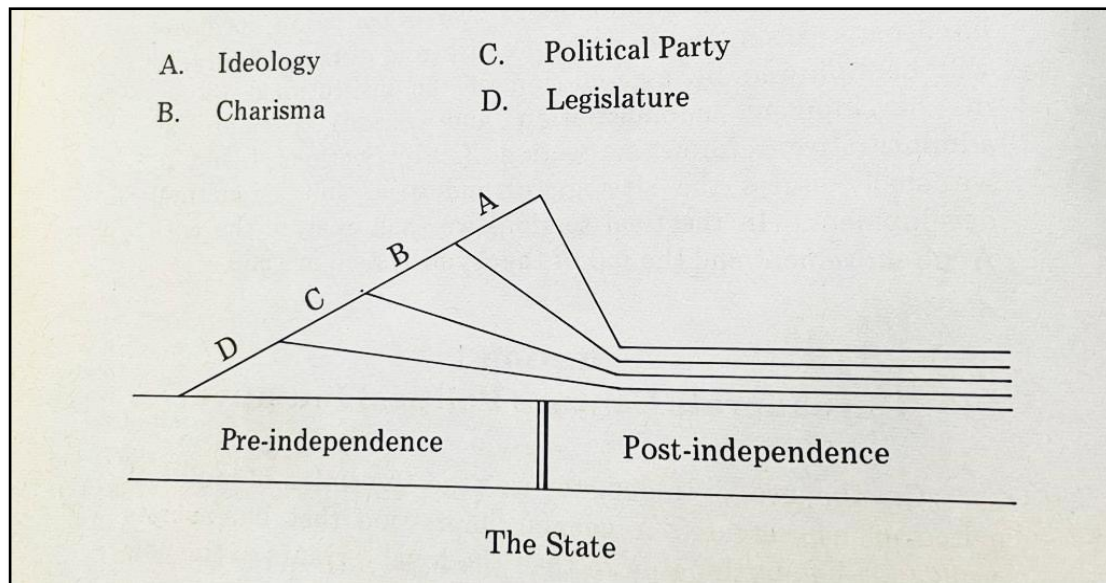 A. Ideology
B. Charisma
C. Political Party
D. Legislature
A
B
C
D
Pre-independence
Post-independence
The State